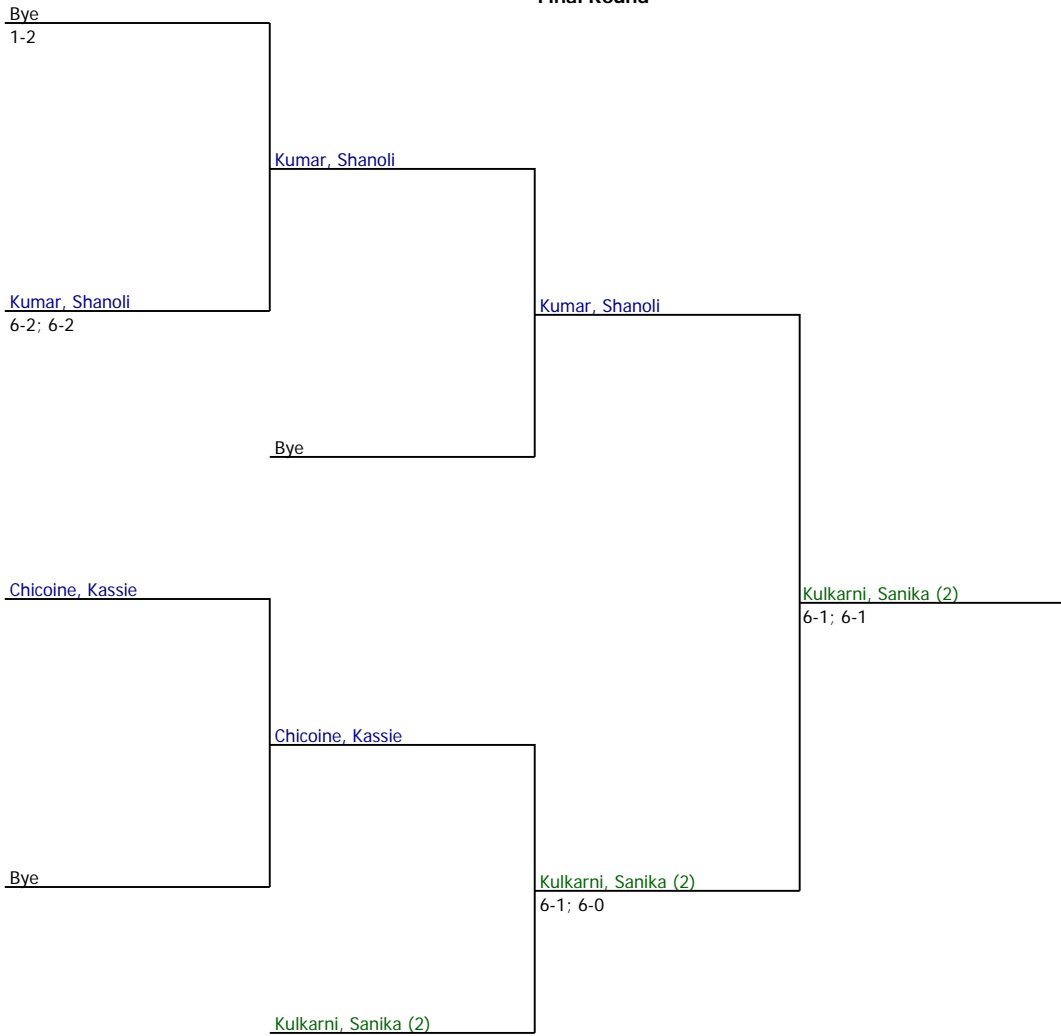 Final Round
Bye
1-2
Kumar, Shanoli
Kumar, Shanoli
6-2; 6-2
Kumar, Shanoli
Bye
Chicoine, Kassie
Kulkarni, Sanika (2)
6-1; 6-1
Chicoine, Kassie
Bye
Kulkarni, Sanika (2)
6-1; 6-0
Kulkarni, Sanika (2)